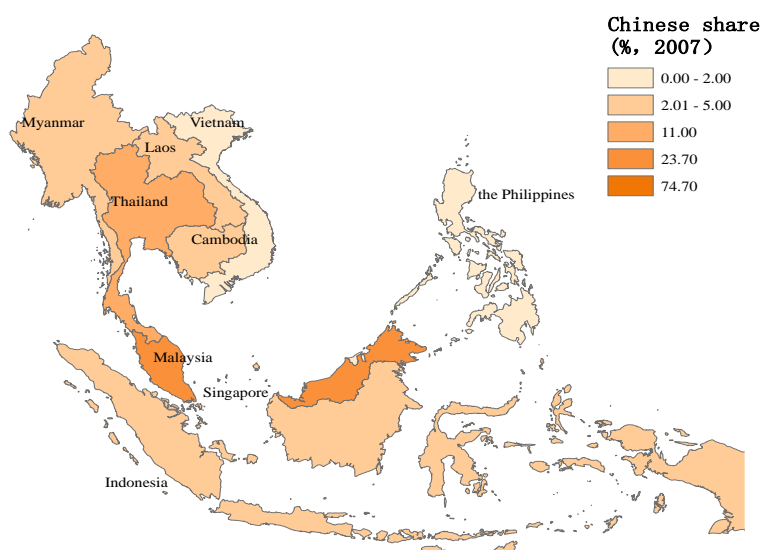 Chinese share
(%, 2007)
0.00 - 2.00
2.01 - 5.00
11.00
23.70
74.70
Myanmar
Vietnam
Laos
Thailand
the Philippines
Cambodia
Malaysia
Singapore
Indonesia